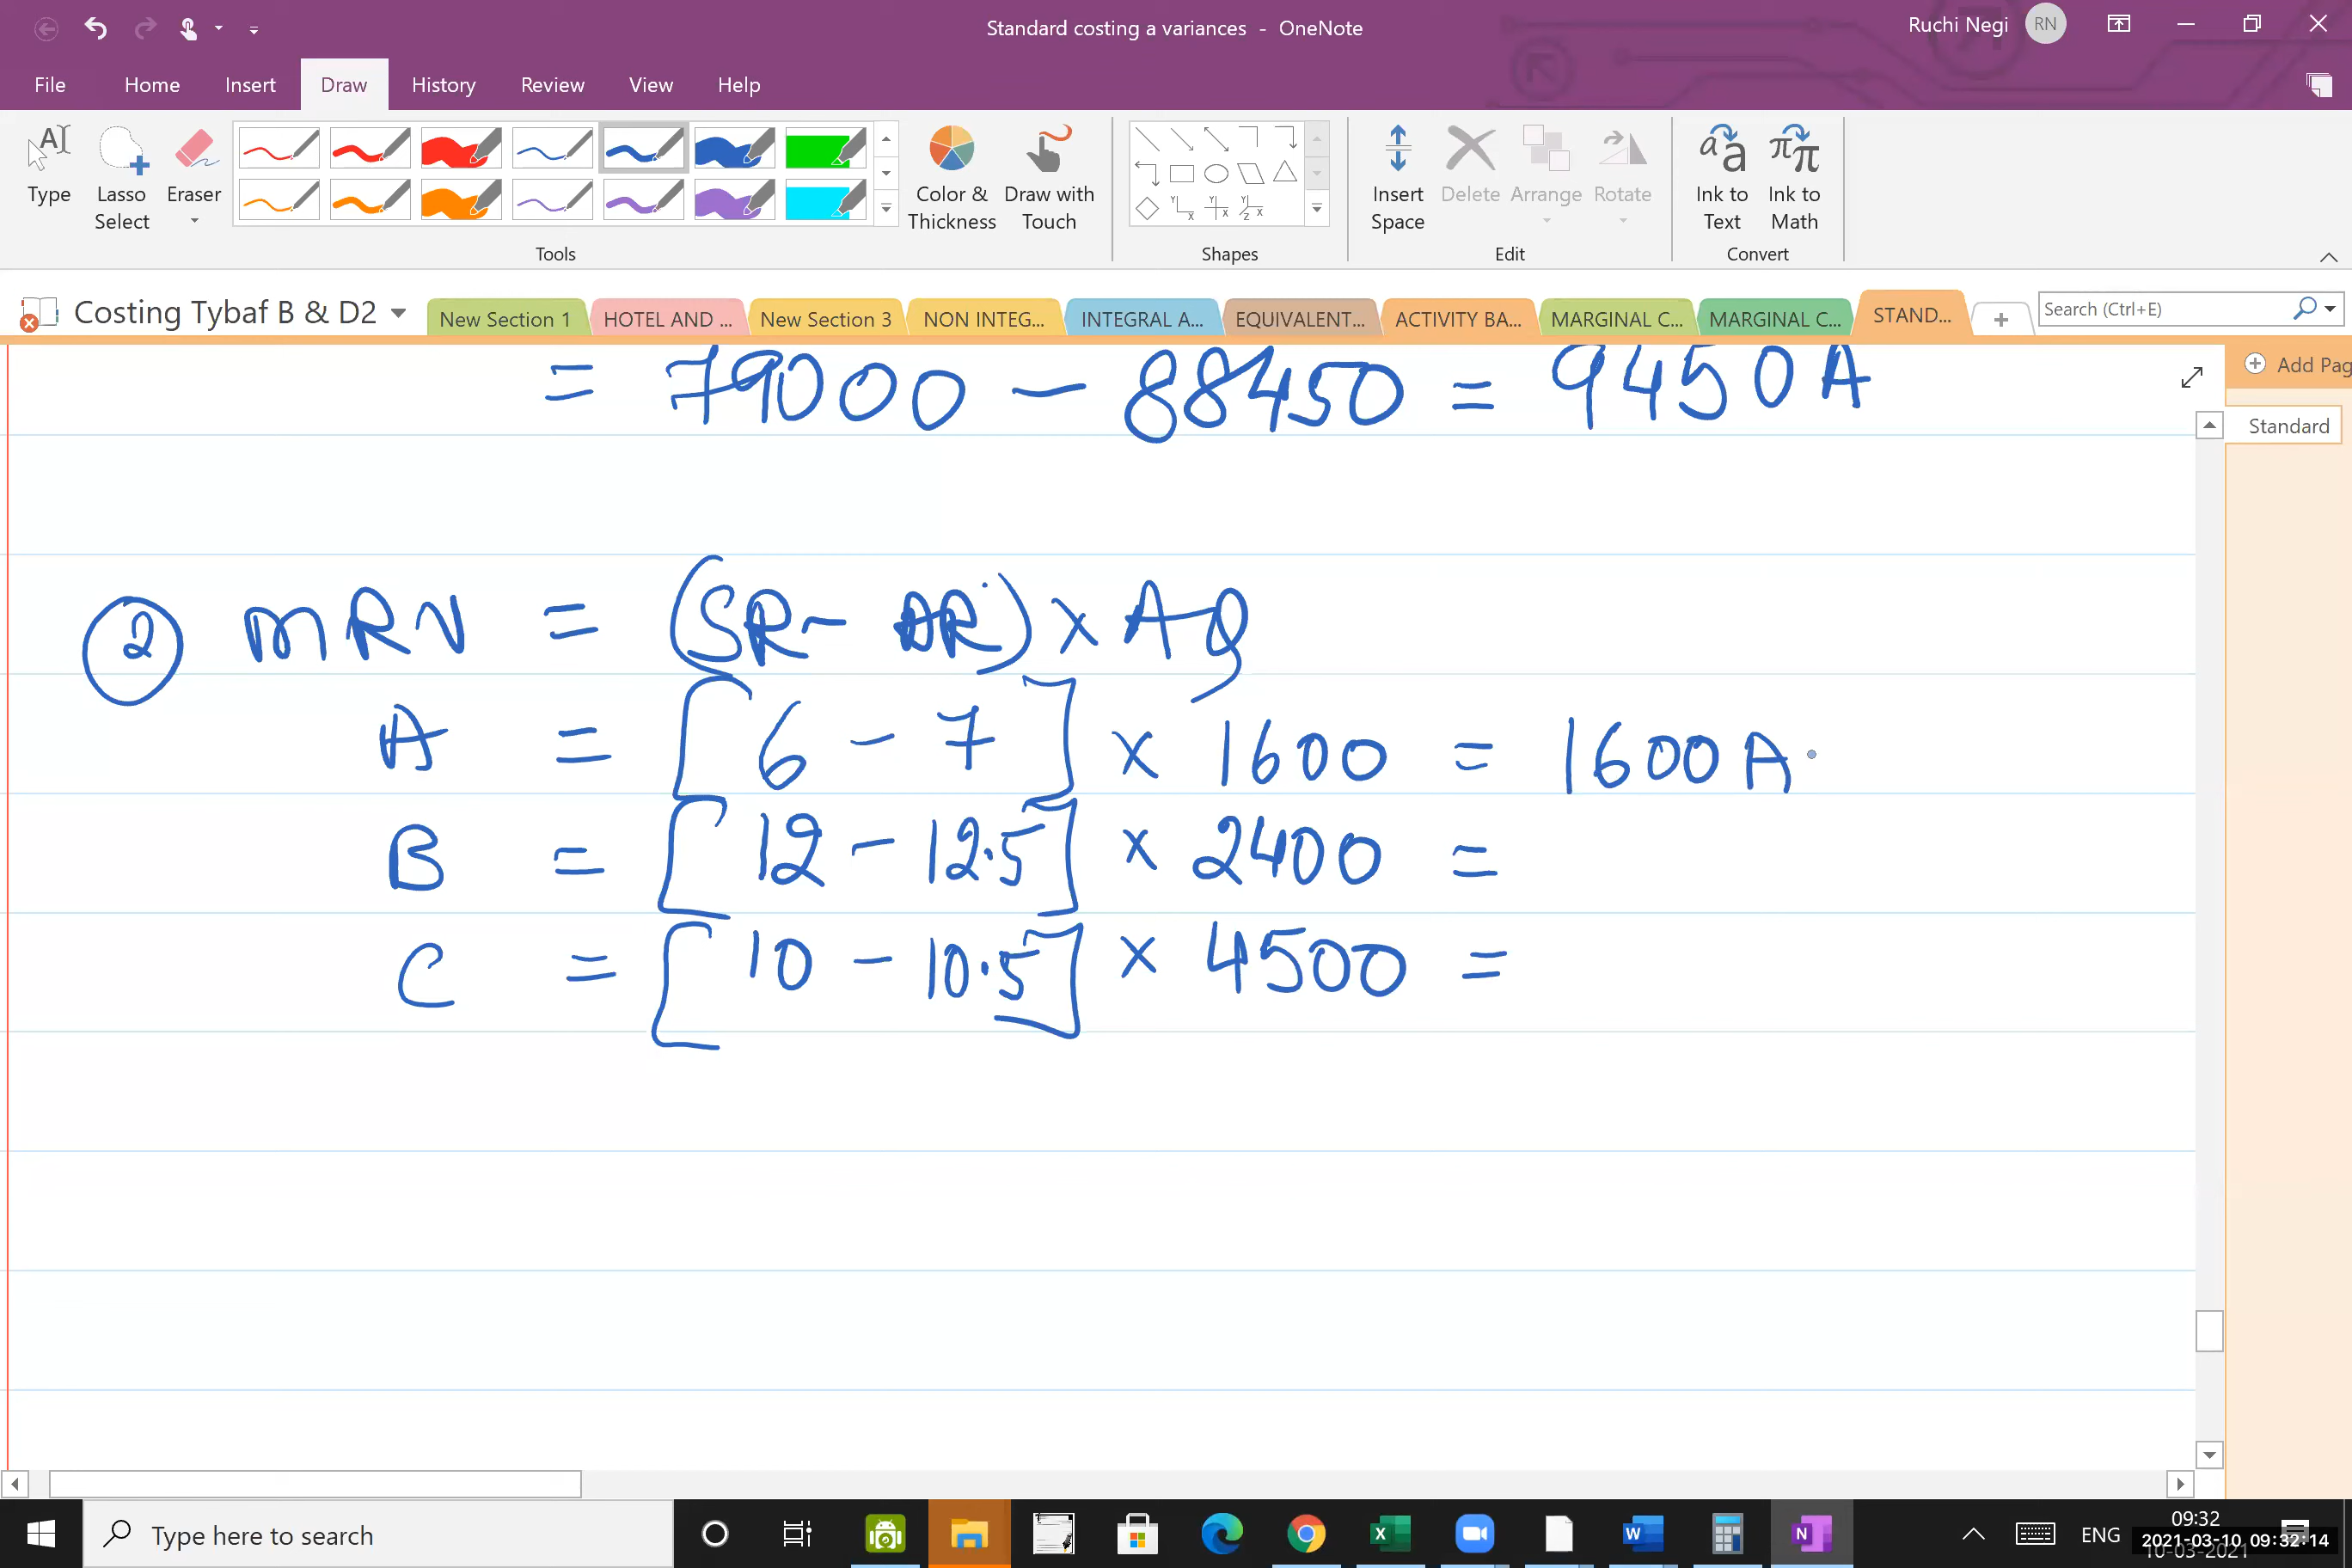 Standard costing a variances - OneNote
Ruchi Negi RN
File Home Insert Draw History Review View Help
Type
Lasso Select
Eraser
Color & Thickness
Draw with Touch
Insert Space
Delete
Arrange
Rotate
Ink to Text
Ink to Math
Tools Shapes Edit Convert
Costing Tybaf B & D2
New Section 1 HOTEL AND ... New Section 3 NON INTEG... INTEGRAL A... EQUIVALENT... ACTIVITY BA... MARGINAL C... MARGINAL C... STAND... +
Search (Ctrl+E)
Add Pag
Standard
= 79000 - 88450 = 9450 A
2 MRV = (SR - AR) × AQ
A = [6 - 7] × 1600 = 1600 A
B = [12 - 12.5] × 2400 =
C = [10 - 10.5] × 4500 =
Type here to search
ENG
09:32
10-03-2021
2021-03-10 09:32:14